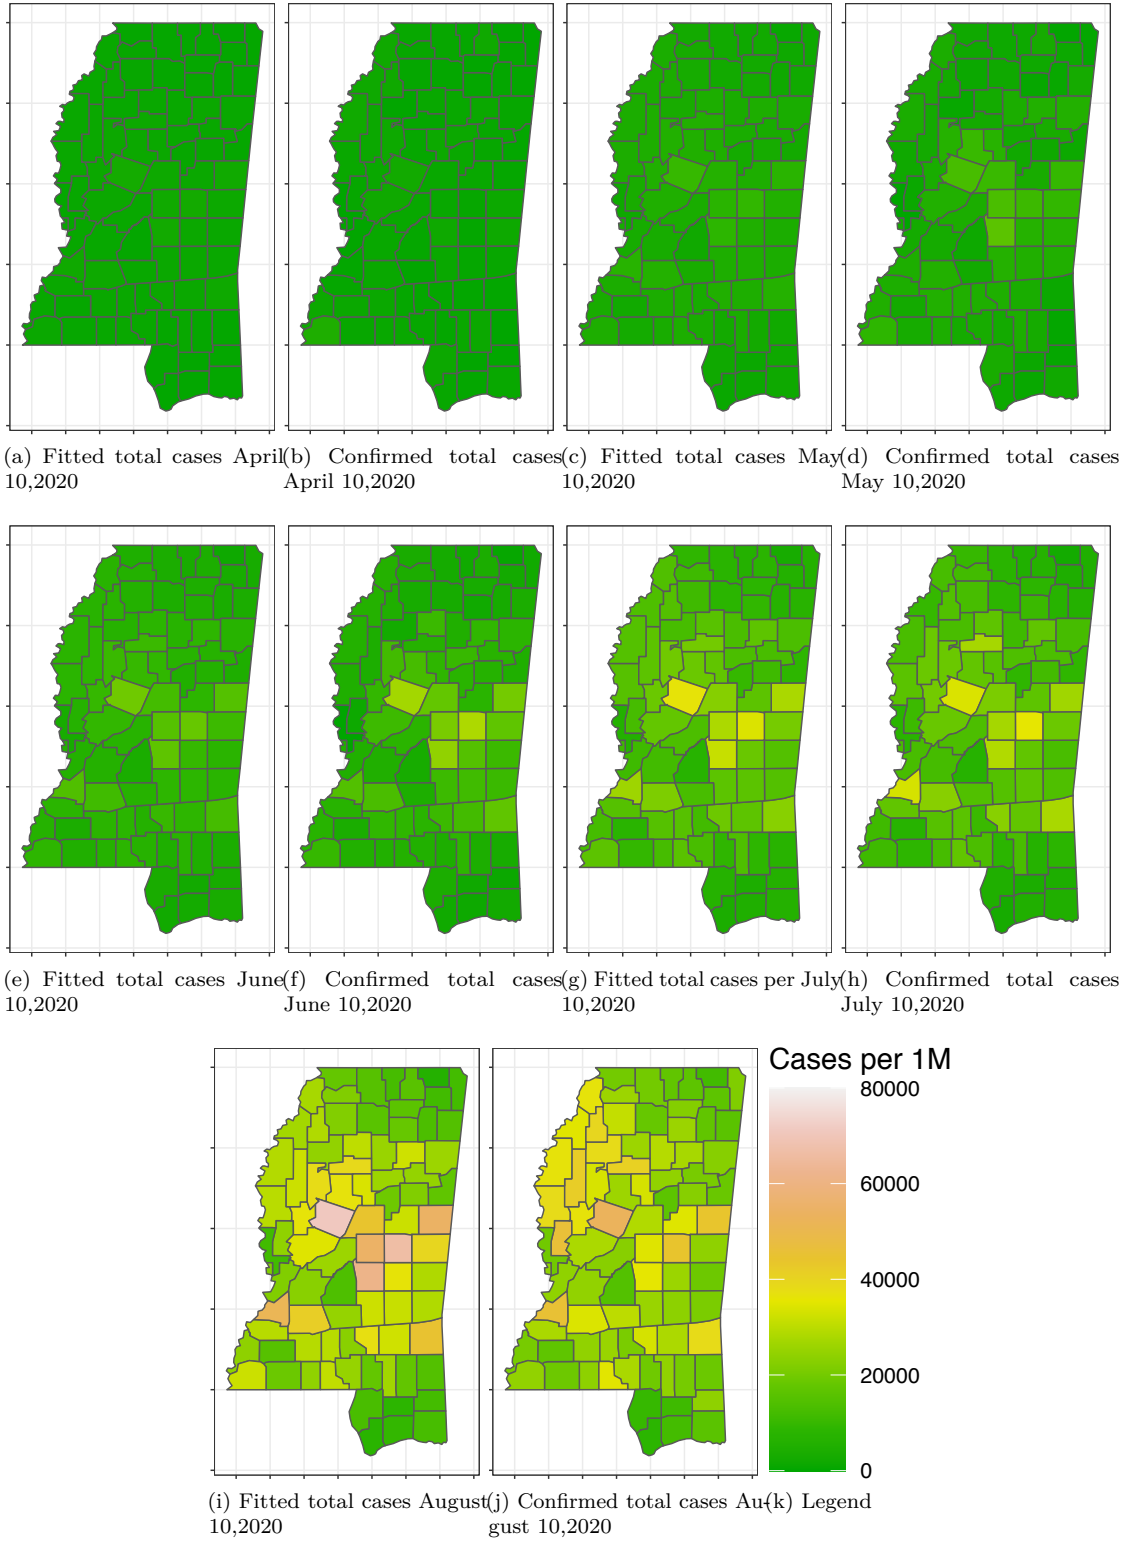 (a) Fitted total cases April
10,2020
(b) Confirmed total cases
April 10,2020
(c) Fitted total cases May
10,2020
(d) Confirmed total cases
May 10,2020
(e) Fitted total cases June
10,2020
(f) Confirmed total cases
June 10,2020
(g) Fitted total cases per July
10,2020
(h) Confirmed total cases
July 10,2020
Cases per 1M
80000
60000
40000
20000
0
(i) Fitted total cases August
10,2020
(j) Confirmed total cases Au-
gust 10,2020
(k) Legend